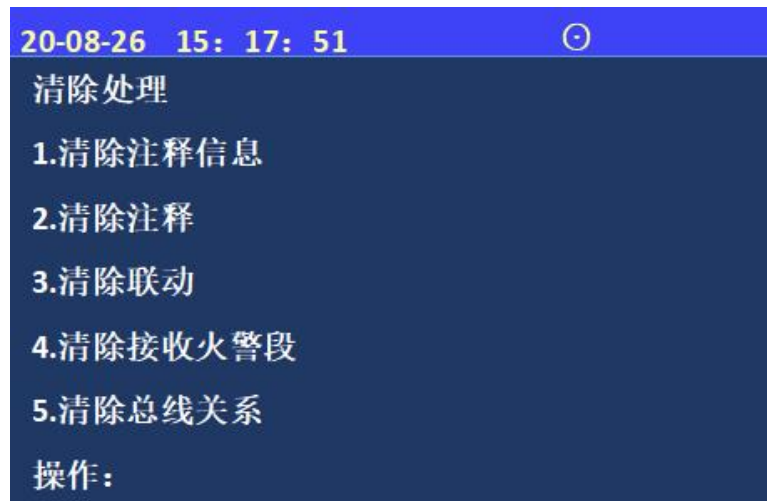 20-08-26 15：17：51
清除处理
1.清除注释信息
2.清除注释
3.清除联动
4.清除接收火警段
5.清除总线关系
操作：